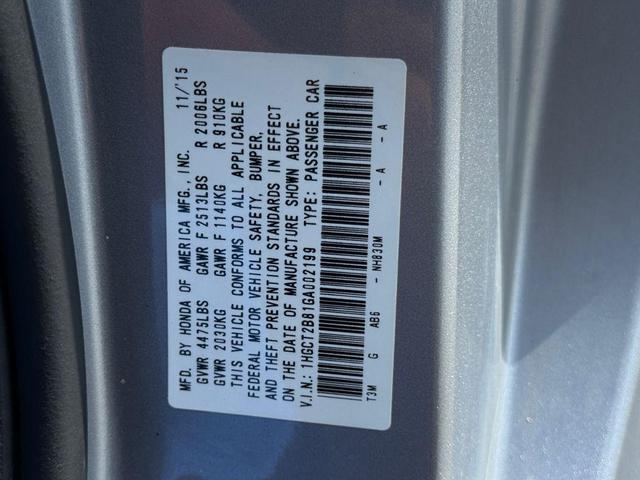 MFD. BY HONDA OF AMERICA MFG., INC. 11/'15
GVWR 4475LBS GAWR F 2513LBS R 2006LBS
GVWR 2030KG GAWR F 1140KG R 910KG
THIS VEHICLE CONFORMS TO ALL APPLICABLE
FEDERAL MOTOR VEHICLE SAFETY, BUMPER,
AND THEFT PREVENTION STANDARDS IN EFFECT
ON THE DATE OF MANUFACTURE SHOWN ABOVE.
V.I.N.: 1HGCT2B81GA002199 TYPE: PASSENGER CAR
T3M G AB6 - NH830M - A - A